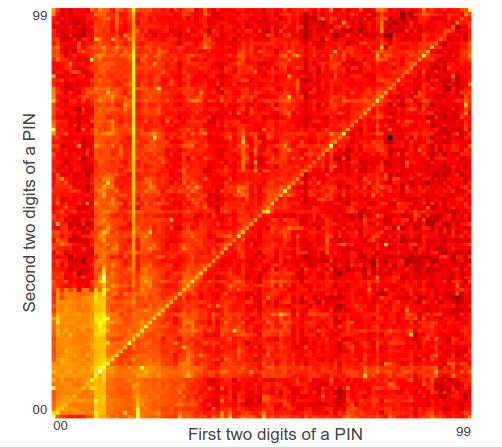 99
Second two digits of a PIN
00
00
99
First two digits of a PIN